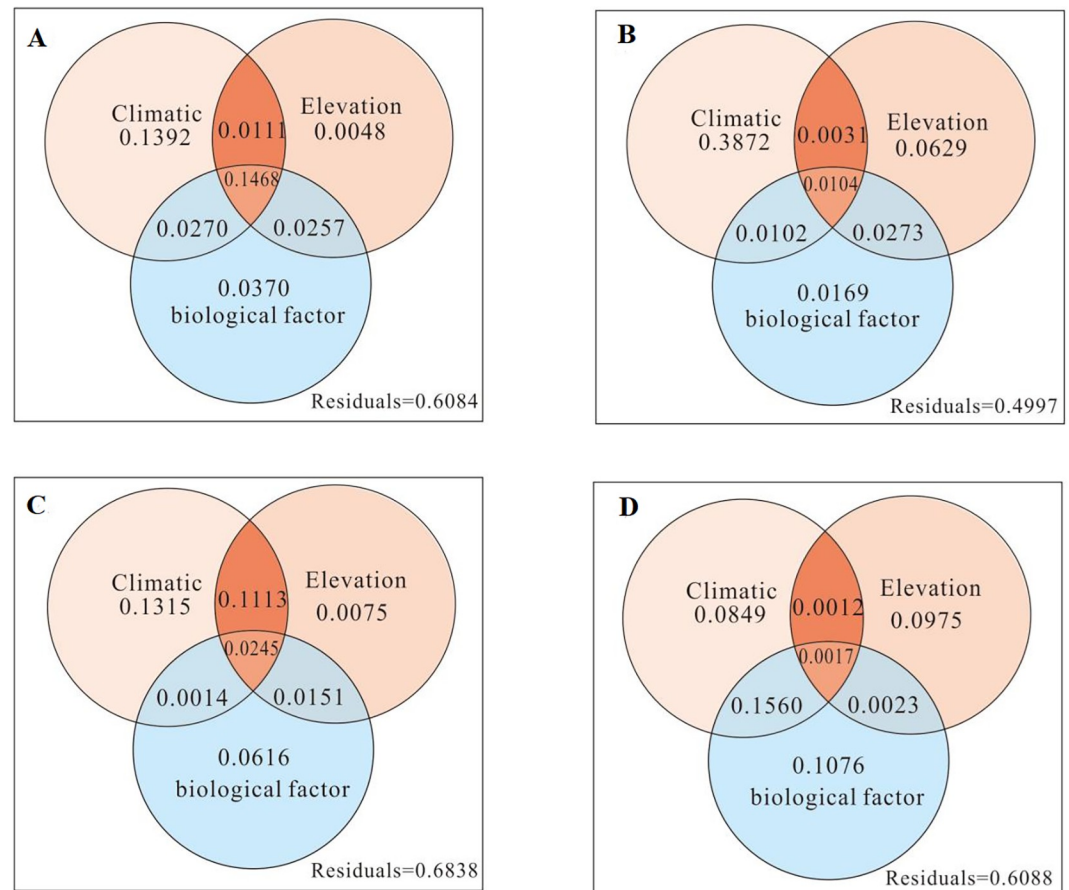 A
Climatic
0.1392
0.0111
Elevation
0.0048
0.1468
0.0270
0.0257
0.0370
biological factor
Residuals=0.6084
B
Climatic
0.3872
0.0031
Elevation
0.0629
0.0104
0.0102
0.0273
0.0169
biological factor
Residuals=0.4997
C
Climatic
0.1315
0.1113
Elevation
0.0075
0.0245
0.0014
0.0151
0.0616
biological factor
Residuals=0.6838
D
Climatic
0.0849
0.0012
Elevation
0.0975
0.0017
0.1560
0.0023
0.1076
biological factor
Residuals=0.6088